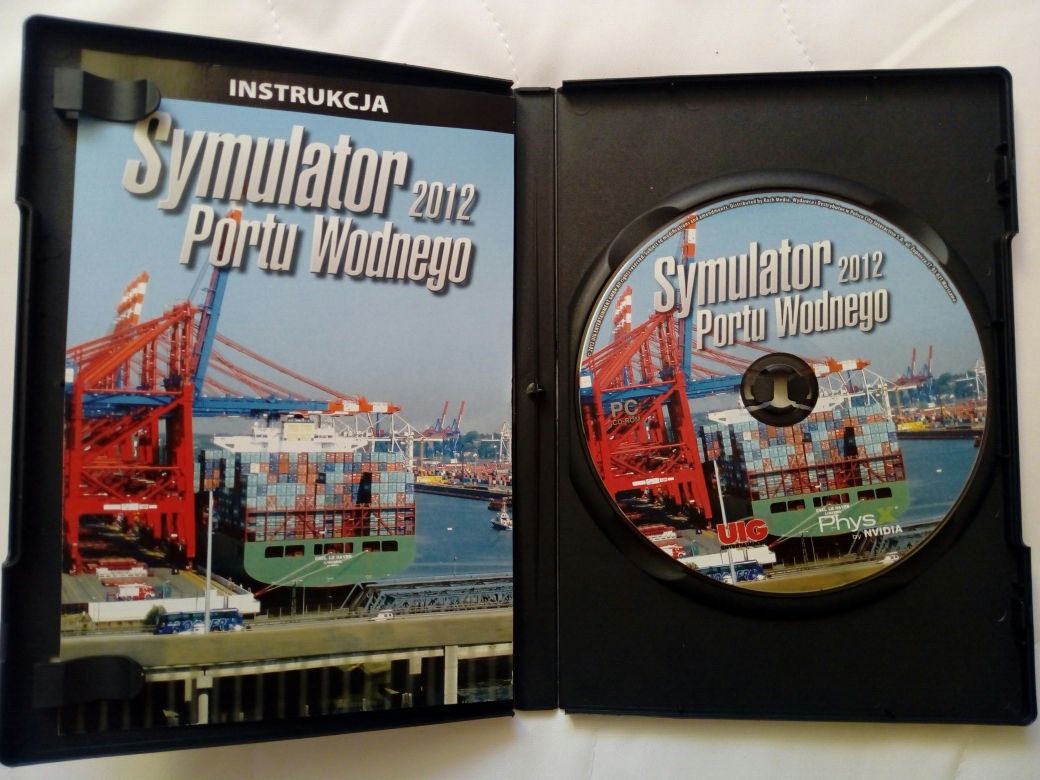 INSTRUKCJA
Symulator 2012
Portu Wodnego
Symulator 2012
Portu Wodnego
PC
CD-ROM
UIG
PhysX
by NVIDIA